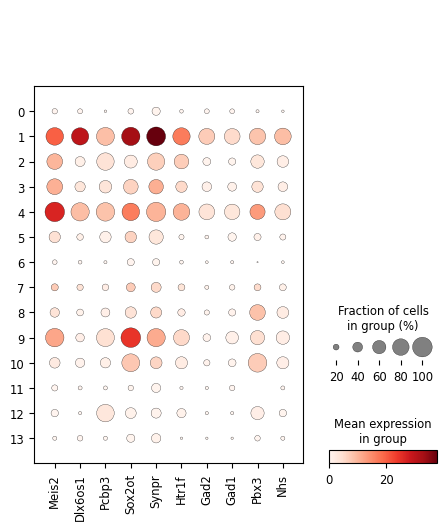 0
1
2
3
4
5
6
7
8
9
10
11
12
13
Meis2
Dlx6os1
Pcbp3
Sox2ot
Synpr
Htr1f
Gad2
Gad1
Pbx3
Nhs
Fraction of cells
in group (%)
20 40 60 80 100
Mean expression
in group
0 20